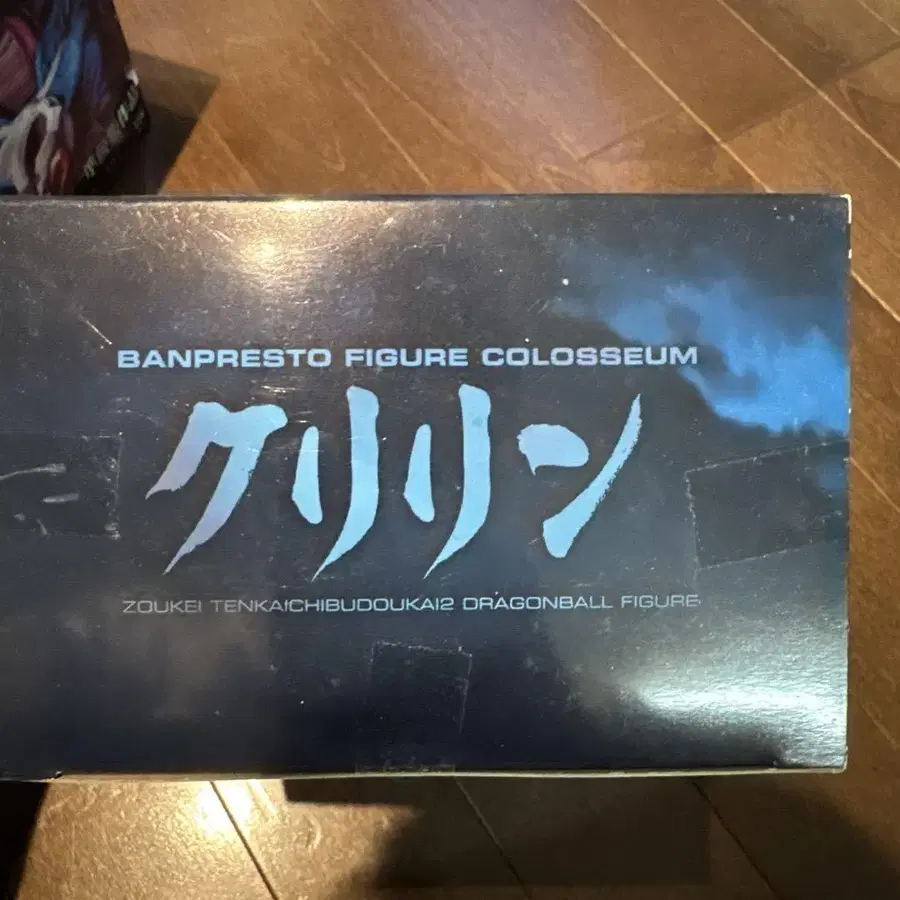 BANPRESTO FIGURE COLOSSEUM
クリリン
ZOUKEI TENKAICHIBUDOUKAI2 DRAGONBALL FIGURE